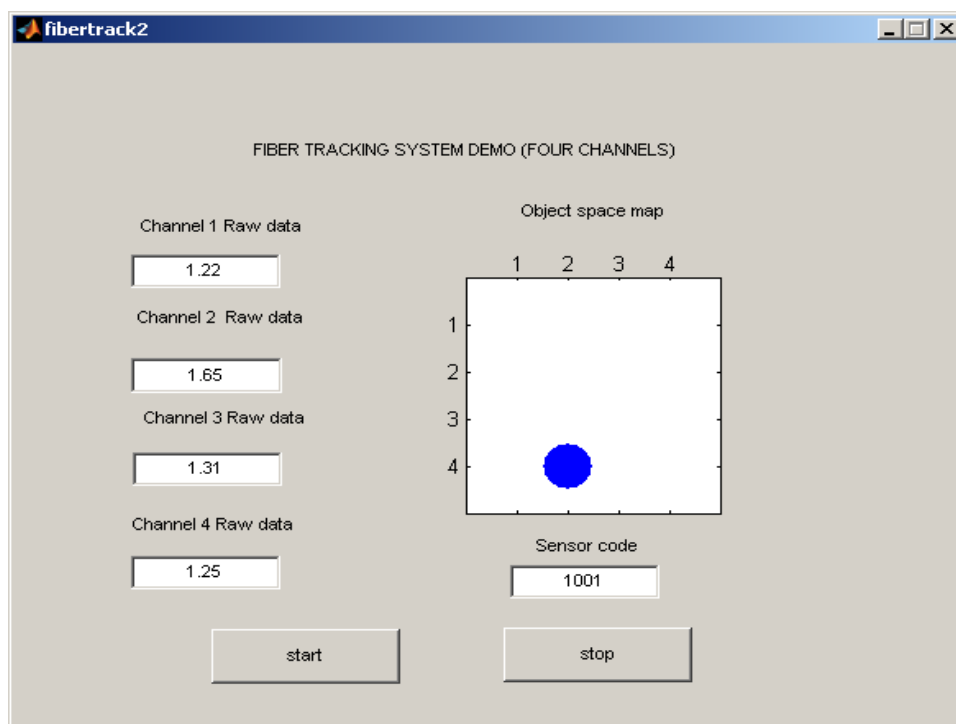 fibertrack2
FIBER TRACKING SYSTEM DEMO (FOUR CHANNELS)
Channel 1 Raw data
1.22
Channel 2 Raw data
1.65
Channel 3 Raw data
1.31
Channel 4 Raw data
1.25
Object space map
1 2 3 4
1
2
3
4
Sensor code
1001
start
stop